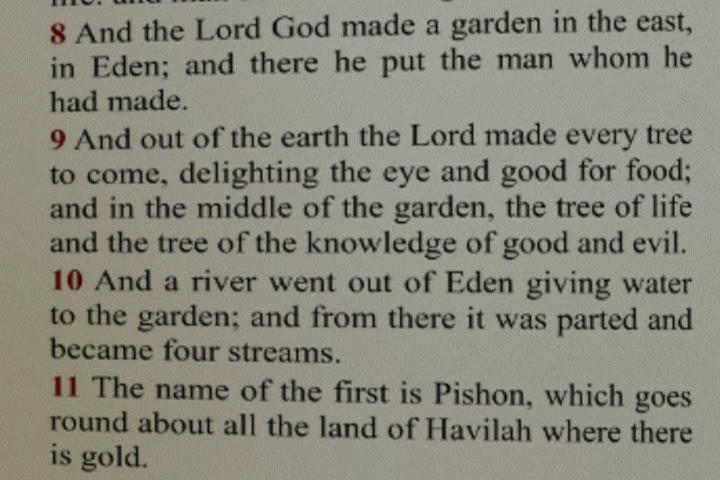 8 And the Lord God made a garden in the east,
in Eden; and there he put the man whom he
had made.
9 And out of the earth the Lord made every tree
to come, delighting the eye and good for food;
and in the middle of the garden, the tree of life
and the tree of the knowledge of good and evil.
10 And a river went out of Eden giving water
to the garden; and from there it was parted and
became four streams.
11 The name of the first is Pishon, which goes
round about all the land of Havilah where there
is gold.